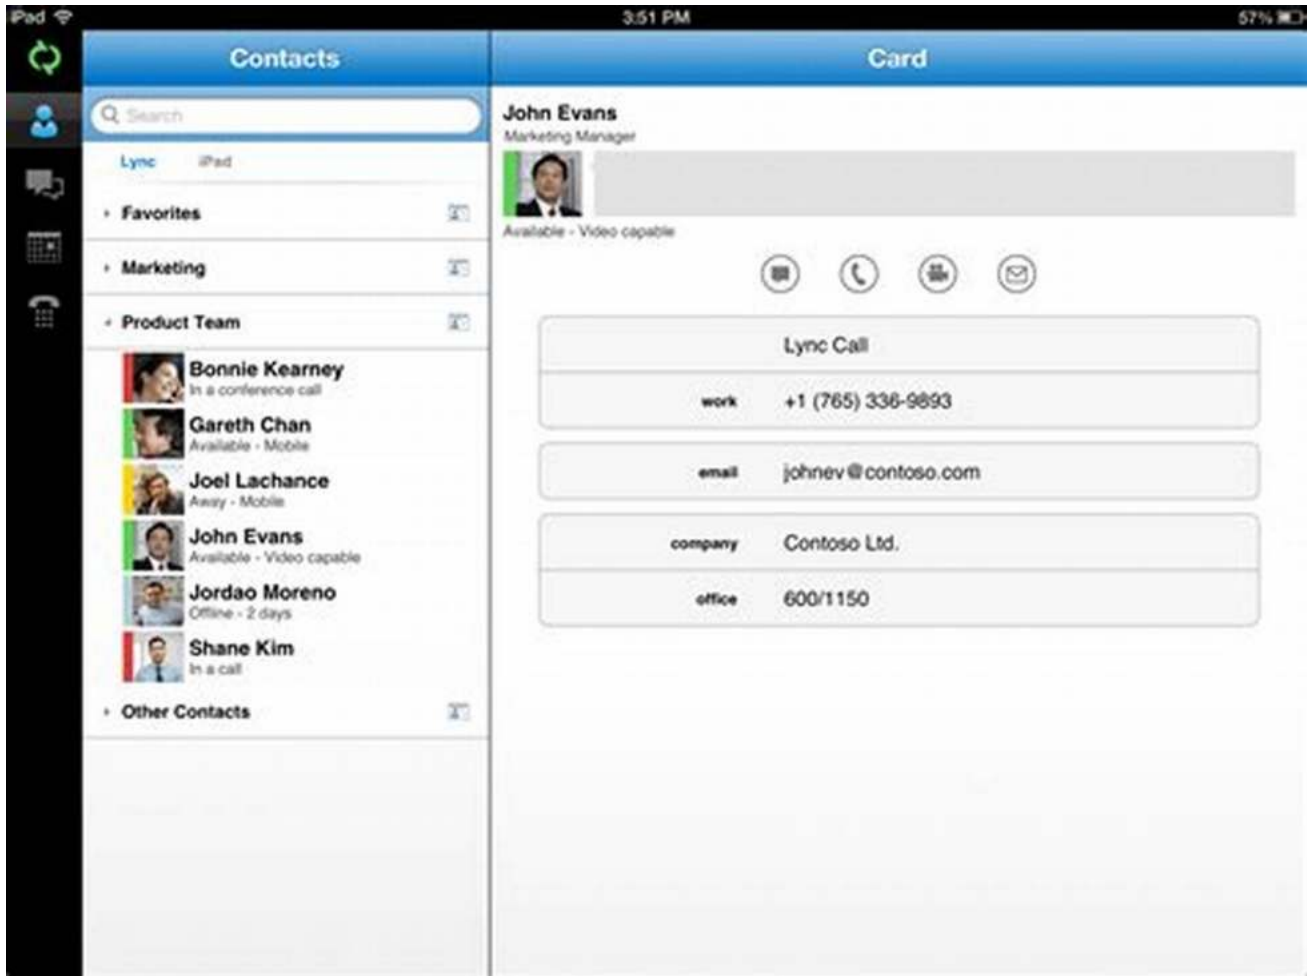 iPad
3:51 PM
57%
Contacts
Search
Lync iPad
Favorites
Marketing
Product Team
Bonnie Kearney
In a conference call
Gareth Chan
Available - Mobile
Joel Lachance
Away - Mobile
John Evans
Available - Video capable
Jordao Moreno
Offline - 2 days
Shane Kim
In a call
Other Contacts
Card
John Evans
Marketing Manager
Available - Video capable
Lync Call
work +1 (765) 336-9893
email johnev@contoso.com
company Contoso Ltd.
office 600/1150